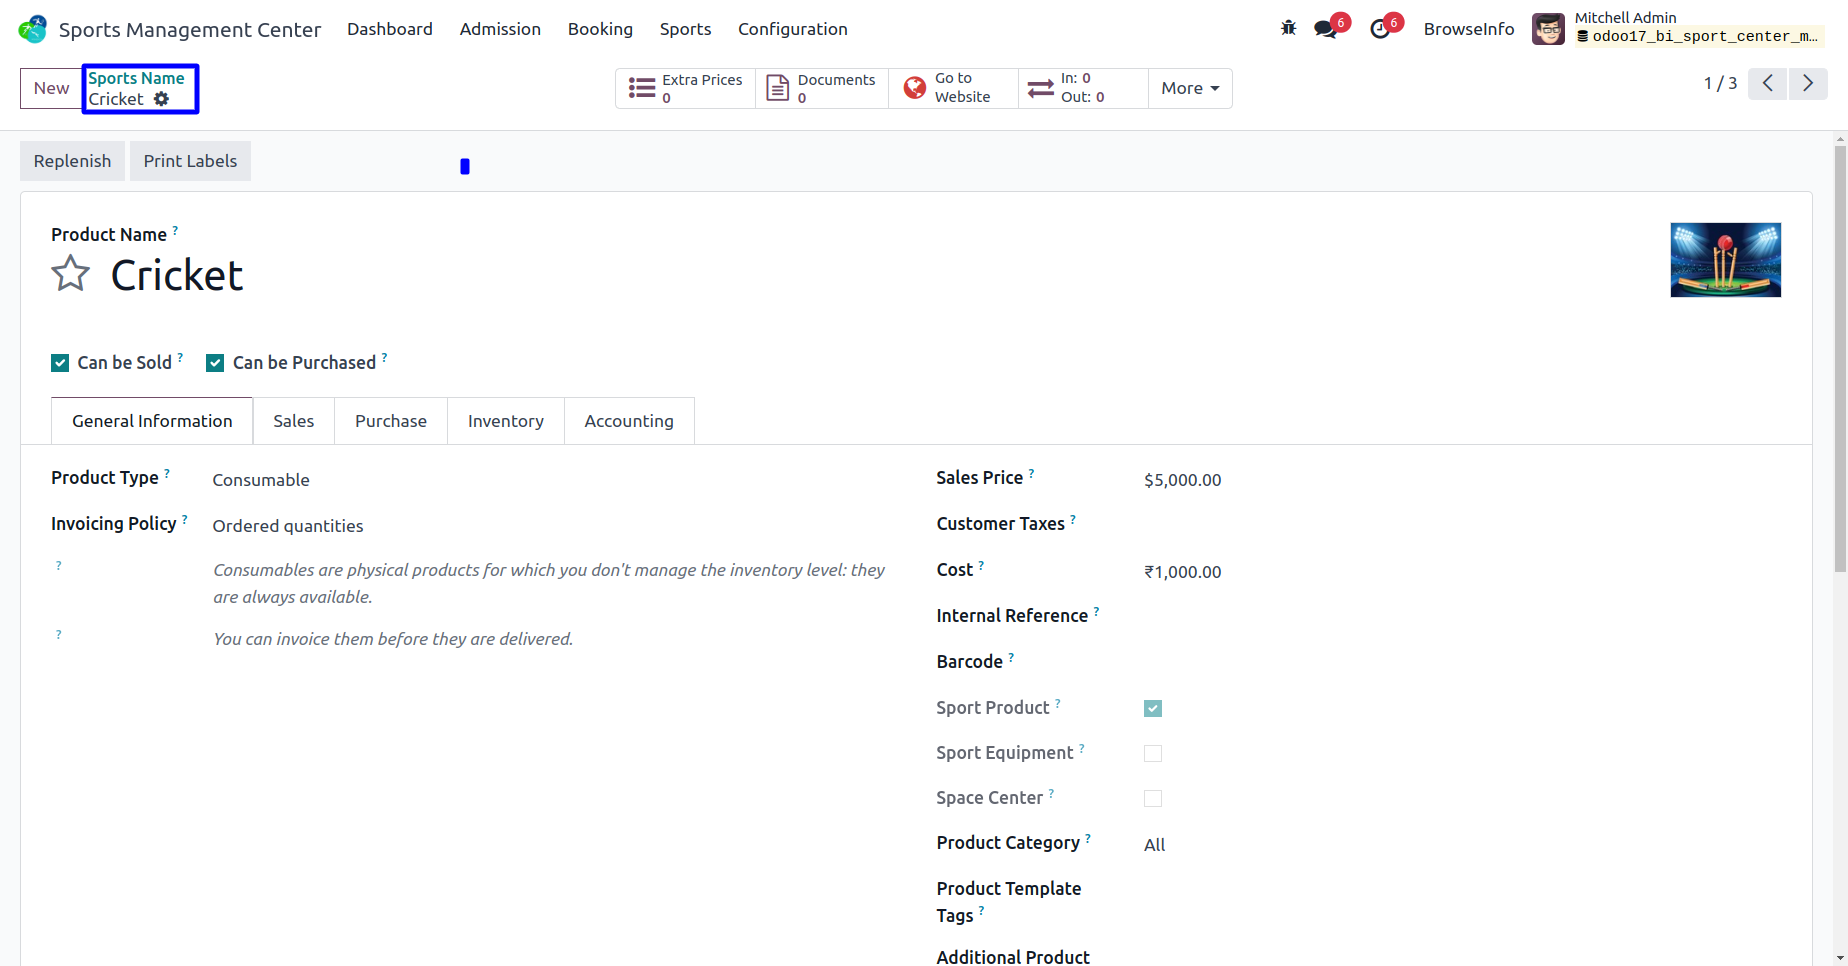 Sports Management Center Dashboard Admission Booking Sports Configuration 6 6 BrowseInfo Mitchell Admin
odoo17_bi_sport_center_m...
New Sports Name
Cricket
Extra Prices
0
Documents
0
Go to
Website
In: 0
Out: 0
More
1 / 3
Replenish Print Labels
Product Name ?
Cricket
Can be Sold ? Can be Purchased ?
General Information Sales Purchase Inventory Accounting
Product Type ? Consumable
Invoicing Policy ? Ordered quantities
? Consumables are physical products for which you don't manage the inventory level: they
are always available.
? You can invoice them before they are delivered.
Sales Price ? $5,000.00
Customer Taxes ?
Cost ? ₹1,000.00
Internal Reference ?
Barcode ?
Sport Product ?
Sport Equipment ?
Space Center ?
Product Category ? All
Product Template
Tags ?
Additional Product